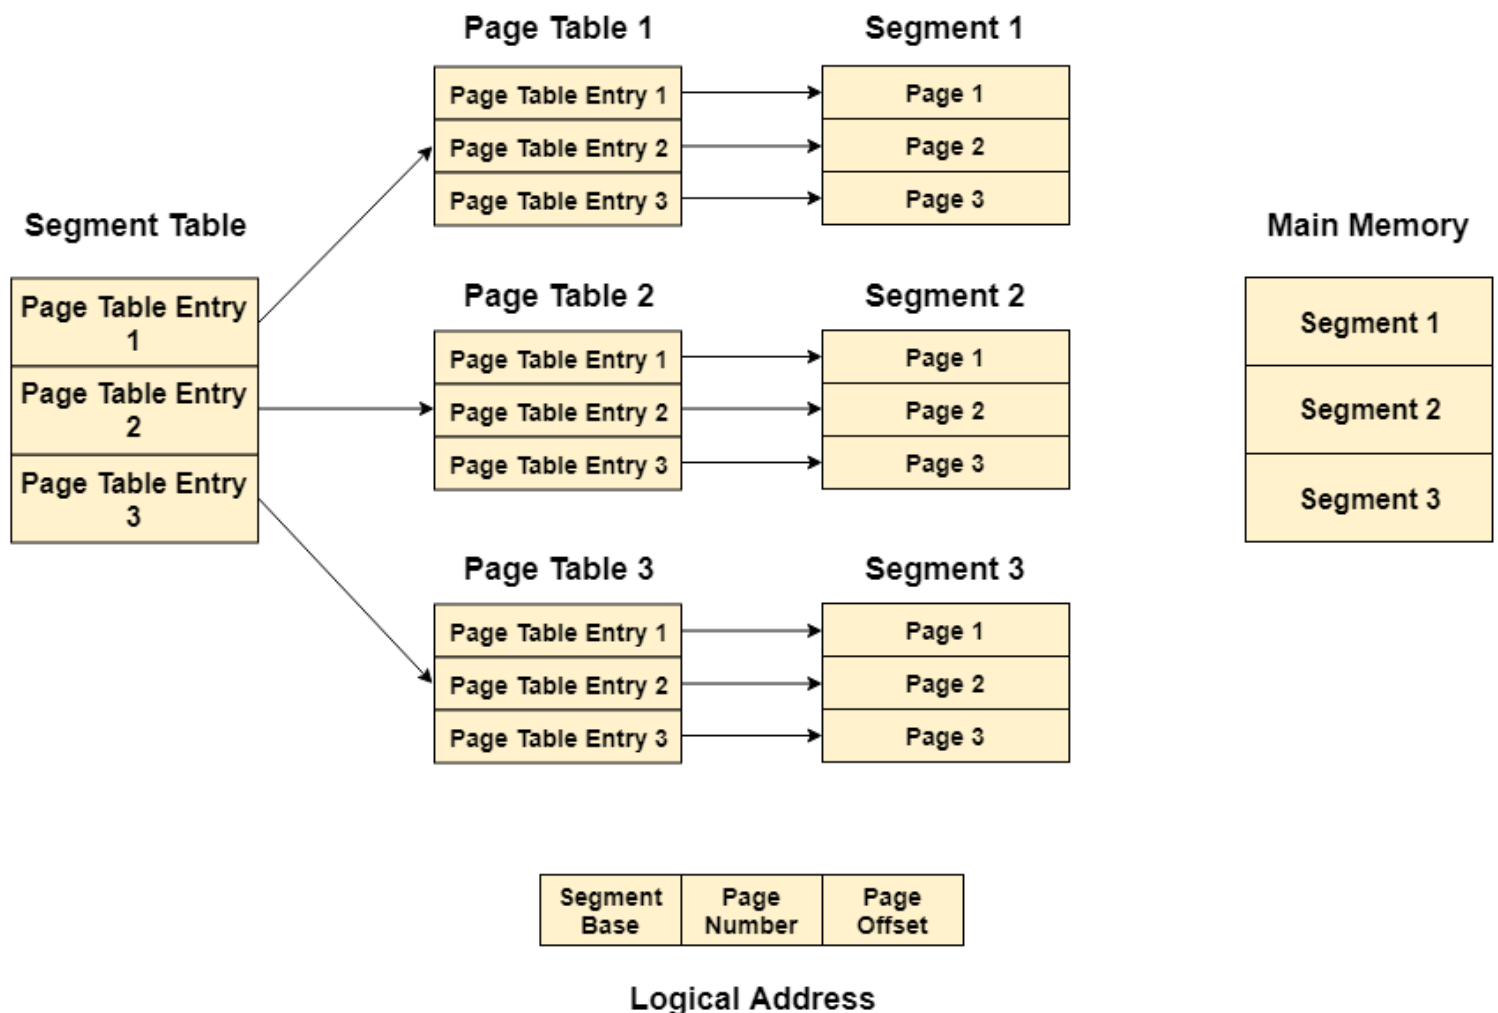 Page Table 1
Segment 1
Page Table Entry 1
Page 1
Page Table Entry 2
Page 2
Page Table Entry 3
Page 3
Segment Table
Page Table Entry
1
Page Table Entry
2
Page Table Entry
3
Page Table 2
Segment 2
Page Table Entry 1
Page 1
Page Table Entry 2
Page 2
Page Table Entry 3
Page 3
Main Memory
Segment 1
Segment 2
Segment 3
Page Table 3
Segment 3
Page Table Entry 1
Page 1
Page Table Entry 2
Page 2
Page Table Entry 3
Page 3
Segment
Base
Page
Number
Page
Offset
Logical Address